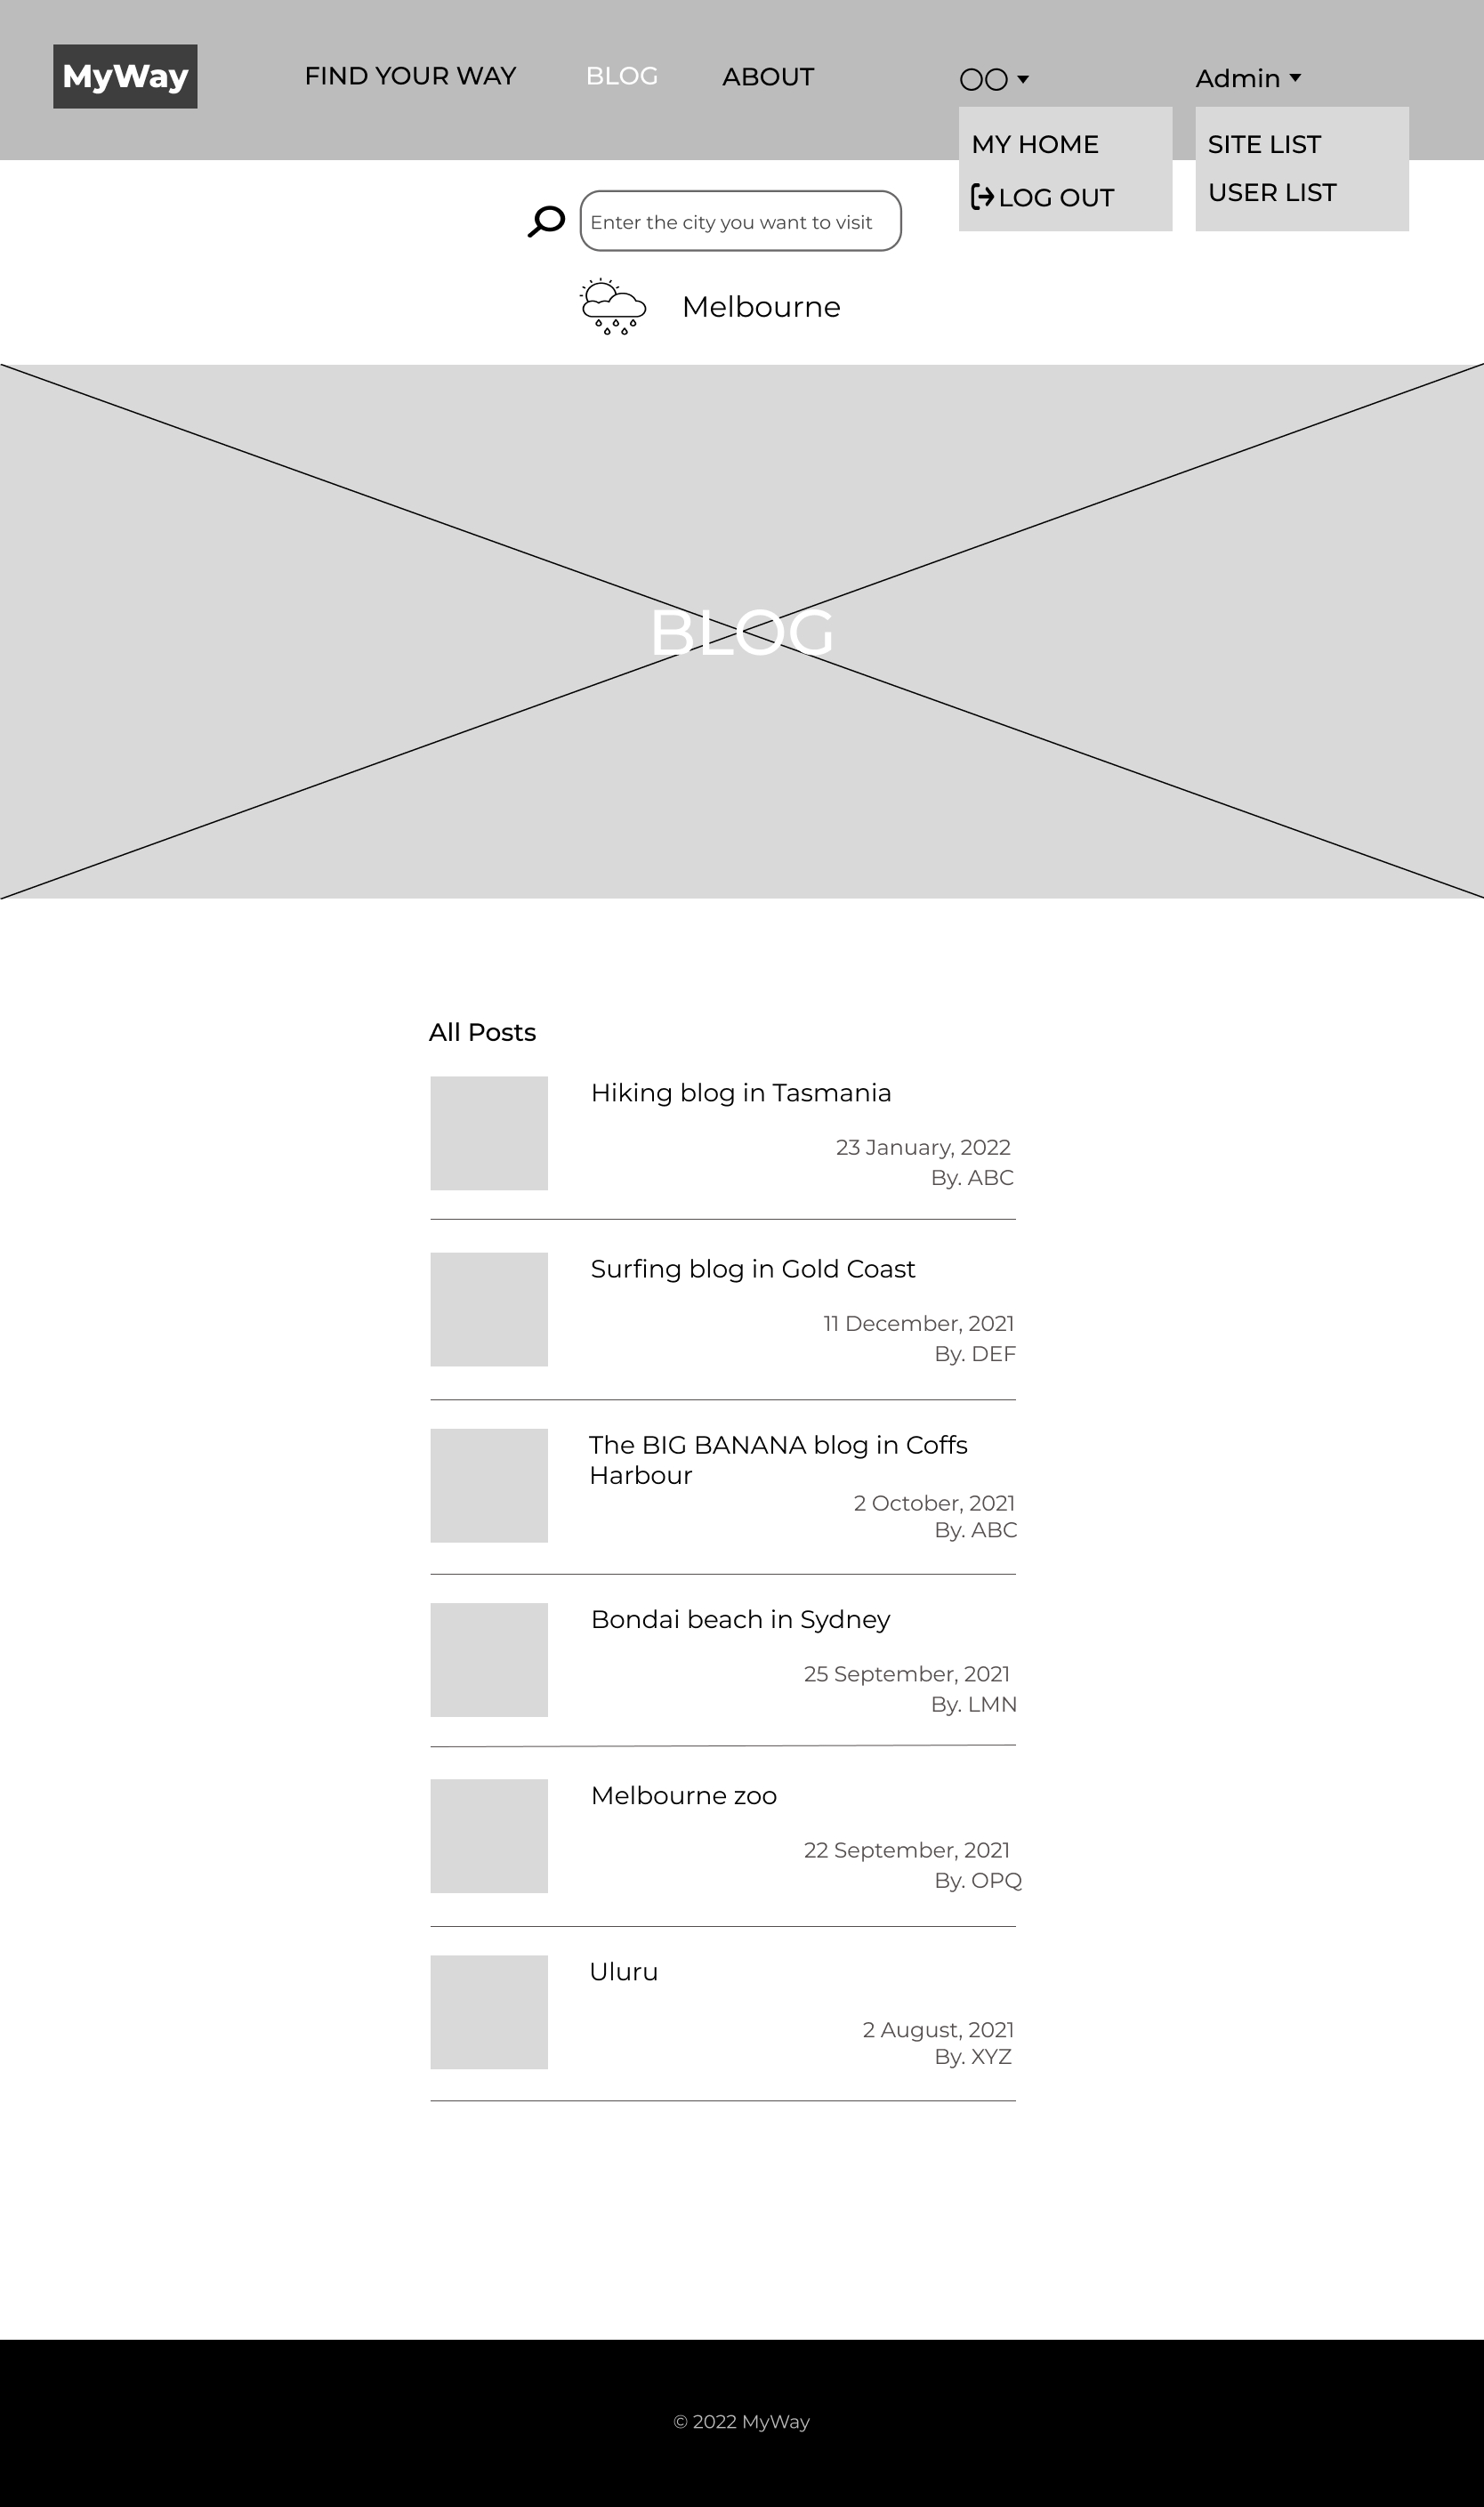 MyWay
FIND YOUR WAY
BLOG
ABOUT
○○
Admin
MY HOME
LOG OUT
SITE LIST
USER LIST
Enter the city you want to visit
Melbourne
BLOG
All Posts
Hiking blog in Tasmania
23 January, 2022
By. ABC
Surfing blog in Gold Coast
11 December, 2021
By. DEF
The BIG BANANA blog in Coffs
Harbour
2 October, 2021
By. ABC
Bondai beach in Sydney
25 September, 2021
By. LMN
Melbourne zoo
22 September, 2021
By. OPQ
Uluru
2 August, 2021
By. XYZ
© 2022 MyWay